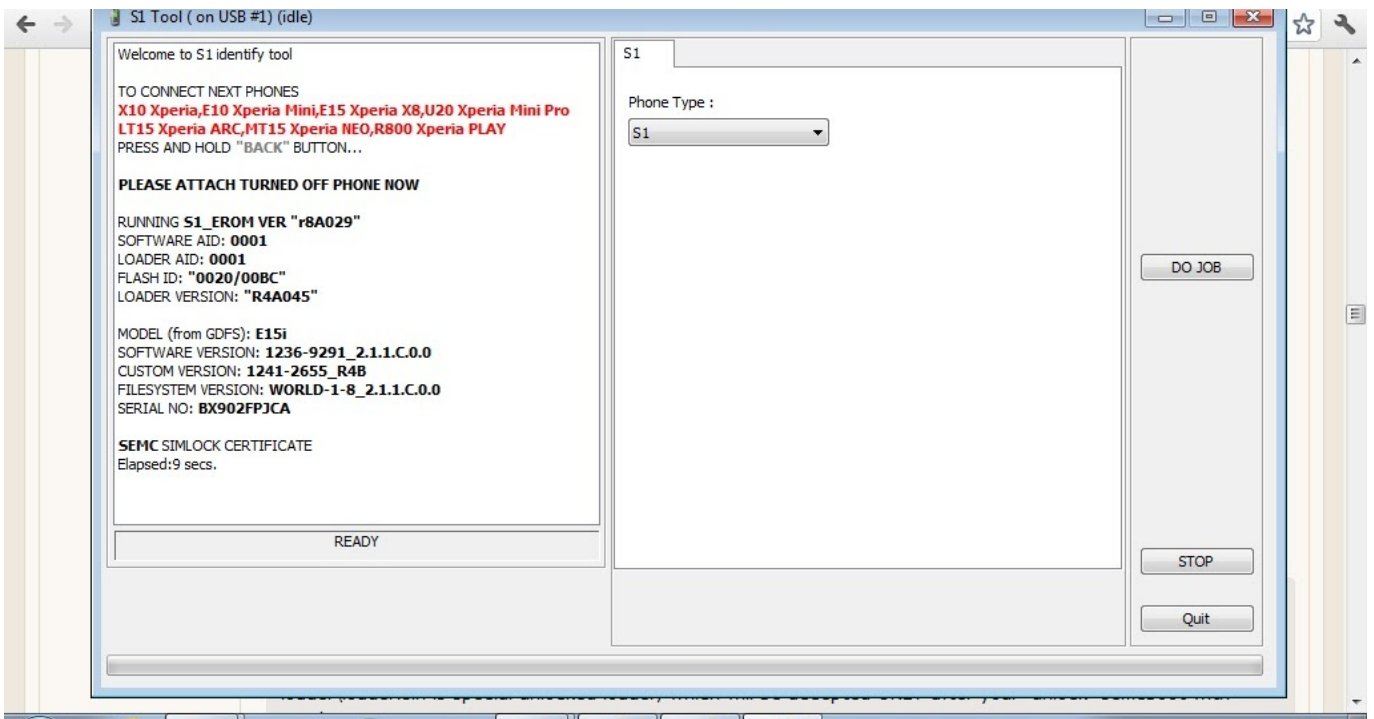 S1 Tool ( on USB #1) (idle)
Welcome to S1 identify tool
TO CONNECT NEXT PHONES
X10 Xperia,E10 Xperia Mini,E15 Xperia X8,U20 Xperia Mini Pro
LT15 Xperia ARC,MT15 Xperia NEO,R800 Xperia PLAY
PRESS AND HOLD "BACK" BUTTON...
PLEASE ATTACH TURNED OFF PHONE NOW
RUNNING S1_EROM VER "r8A029"
SOFTWARE AID: 0001
LOADER AID: 0001
FLASH ID: "0020/00BC"
LOADER VERSION: "R4A045"
MODEL (from GDFS): E15i
SOFTWARE VERSION: 1236-9291_2.1.1.C.0.0
CUSTOM VERSION: 1241-2655_R4B
FILESYSTEM VERSION: WORLD-1-8_2.1.1.C.0.0
SERIAL NO: BX902FPJCA
SEMC SIMLOCK CERTIFICATE
Elapsed:9 secs.
READY
S1
Phone Type :
S1
DO JOB
STOP
Quit